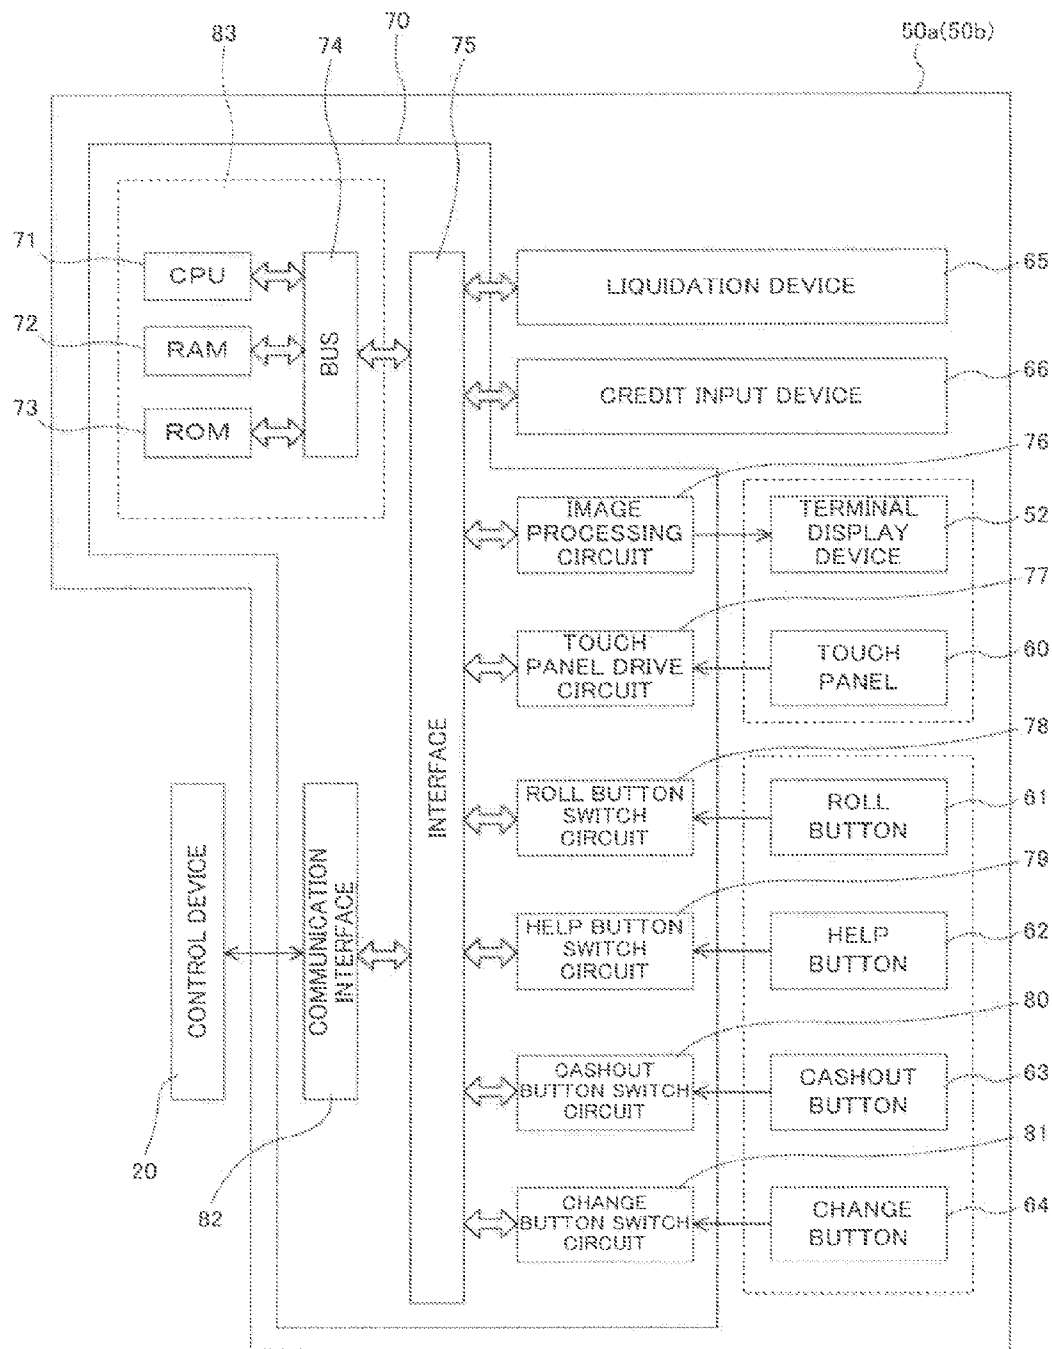 70
50a(50b)
83
74
75
71
CPU
72
RAM
73
ROM
BUS
INTERFACE
LIQUIDATION DEVICE
65
CREDIT INPUT DEVICE
66
76
IMAGE
PROCESSING
CIRCUIT
TERMINAL
DISPLAY
DEVICE
52
77
TOUCH
PANEL DRIVE
CIRCUIT
TOUCH
PANEL
60
78
ROLL BUTTON
SWITCH
CIRCUIT
ROLL
BUTTON
61
79
HELP BUTTON
SWITCH
CIRCUIT
HELP
BUTTON
62
80
CASHOUT
BUTTON SWITCH
CIRCUIT
CASHOUT
BUTTON
63
81
CHANGE
BUTTON SWITCH
CIRCUIT
CHANGE
BUTTON
64
CONTROL DEVICE
20
COMMUNICATION
INTERFACE
82